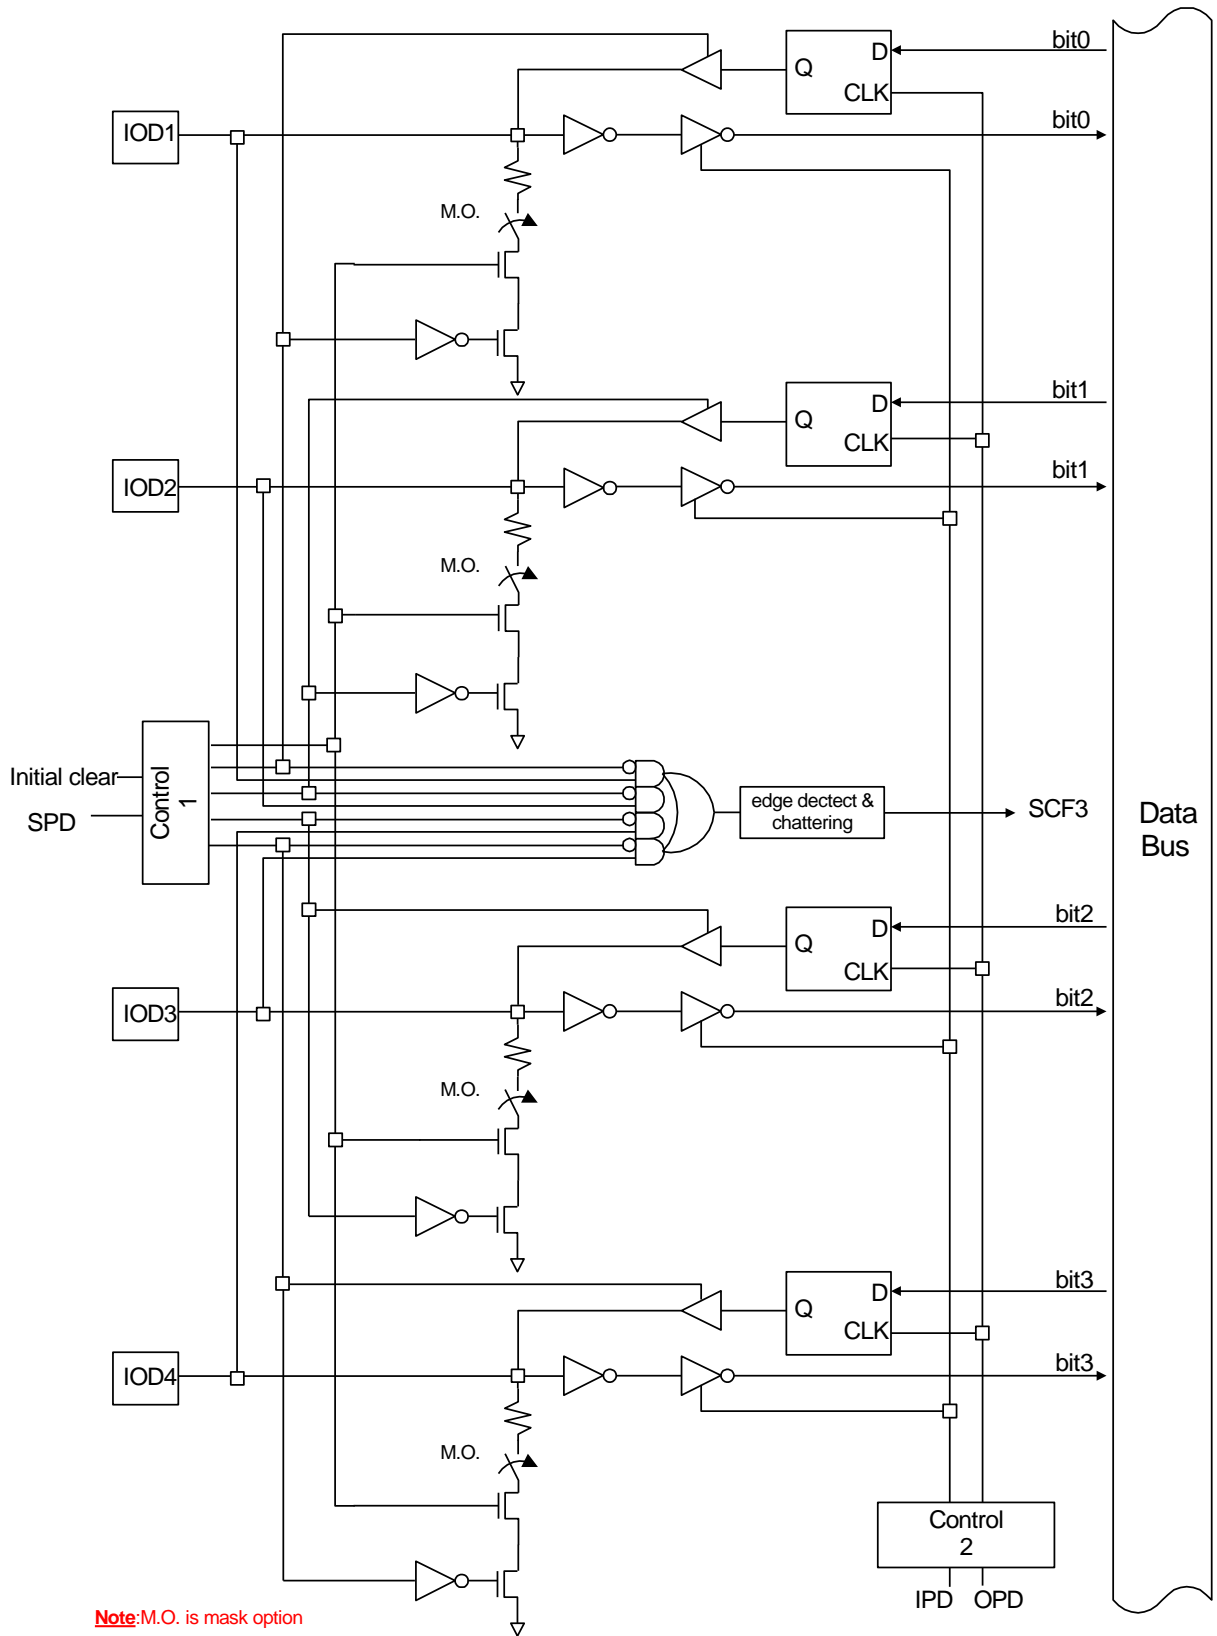 bit0
D
Q
CLK
IOD1
bit0
M.O.
bit1
D
Q
CLK
IOD2
bit1
M.O.
Initial clear
SPD
Control
1
edge dectect &
chattering
SCF3
Data
Bus
bit2
D
Q
CLK
IOD3
bit2
M.O.
bit3
D
Q
CLK
IOD4
bit3
M.O.
Control
2
IPD OPD
Note:M.O. is mask option